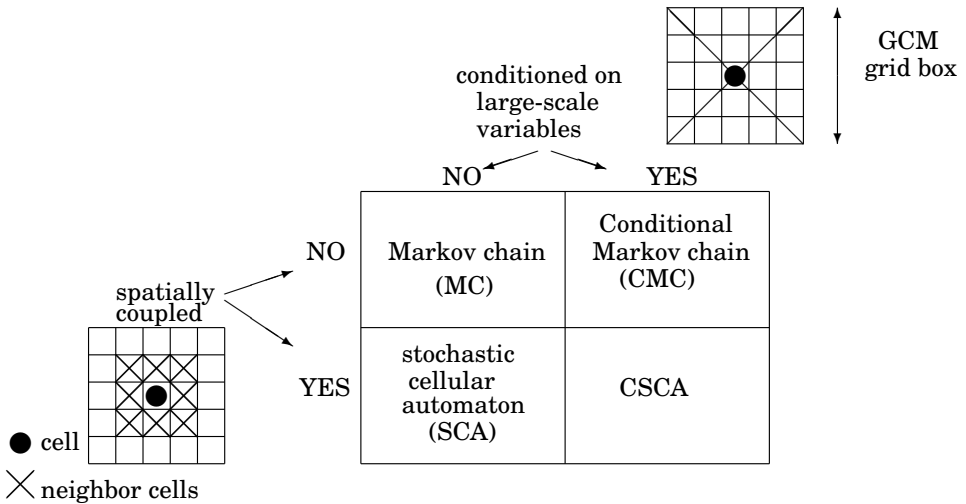 GCM
grid box
conditioned on
large-scale
variables
NO
YES
NO
Markov chain
(MC)
Conditional
Markov chain
(CMC)
spatially
coupled
YES
stochastic
cellular
automaton
(SCA)
CSCA
cell
neighbor cells